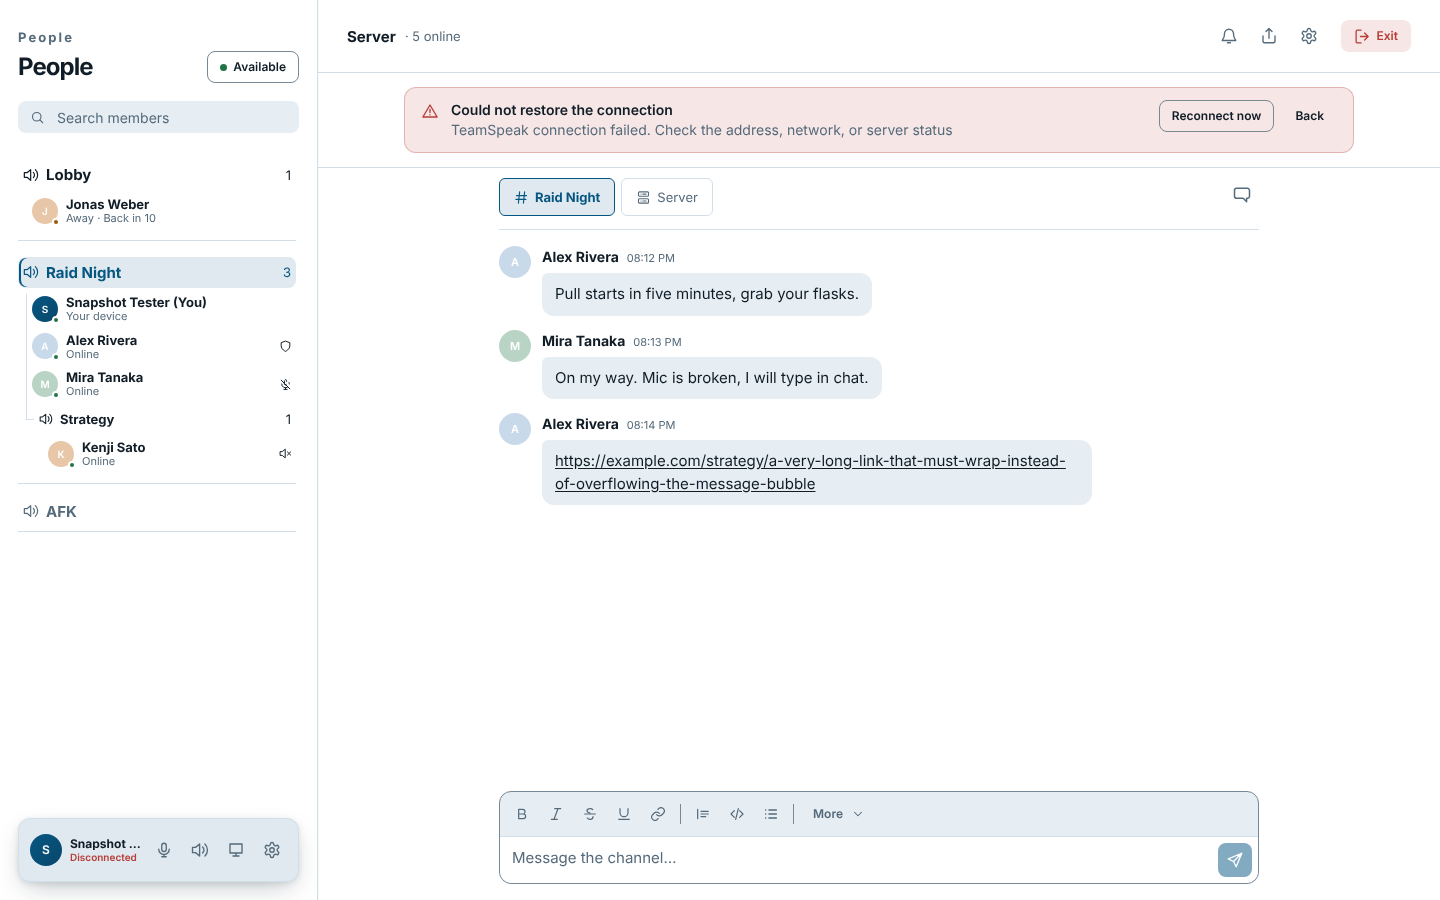 People
People
Available
Search members
Lobby
1
J
Jonas Weber
Away · Back in 10
Raid Night
3
S
Snapshot Tester (You)
Your device
A
Alex Rivera
Online
M
Mira Tanaka
Online
Strategy
1
K
Kenji Sato
Online
AFK
S
Snapshot ...
Disconnected
Server · 5 online
Exit
Could not restore the connection
TeamSpeak connection failed. Check the address, network, or server status
Reconnect now
Back
Raid Night
Server
A
Alex Rivera 08:12 PM
Pull starts in five minutes, grab your flasks.
M
Mira Tanaka 08:13 PM
On my way. Mic is broken, I will type in chat.
A
Alex Rivera 08:14 PM
https://example.com/strategy/a-very-long-link-that-must-wrap-instead-
of-overflowing-the-message-bubble
More
Message the channel...